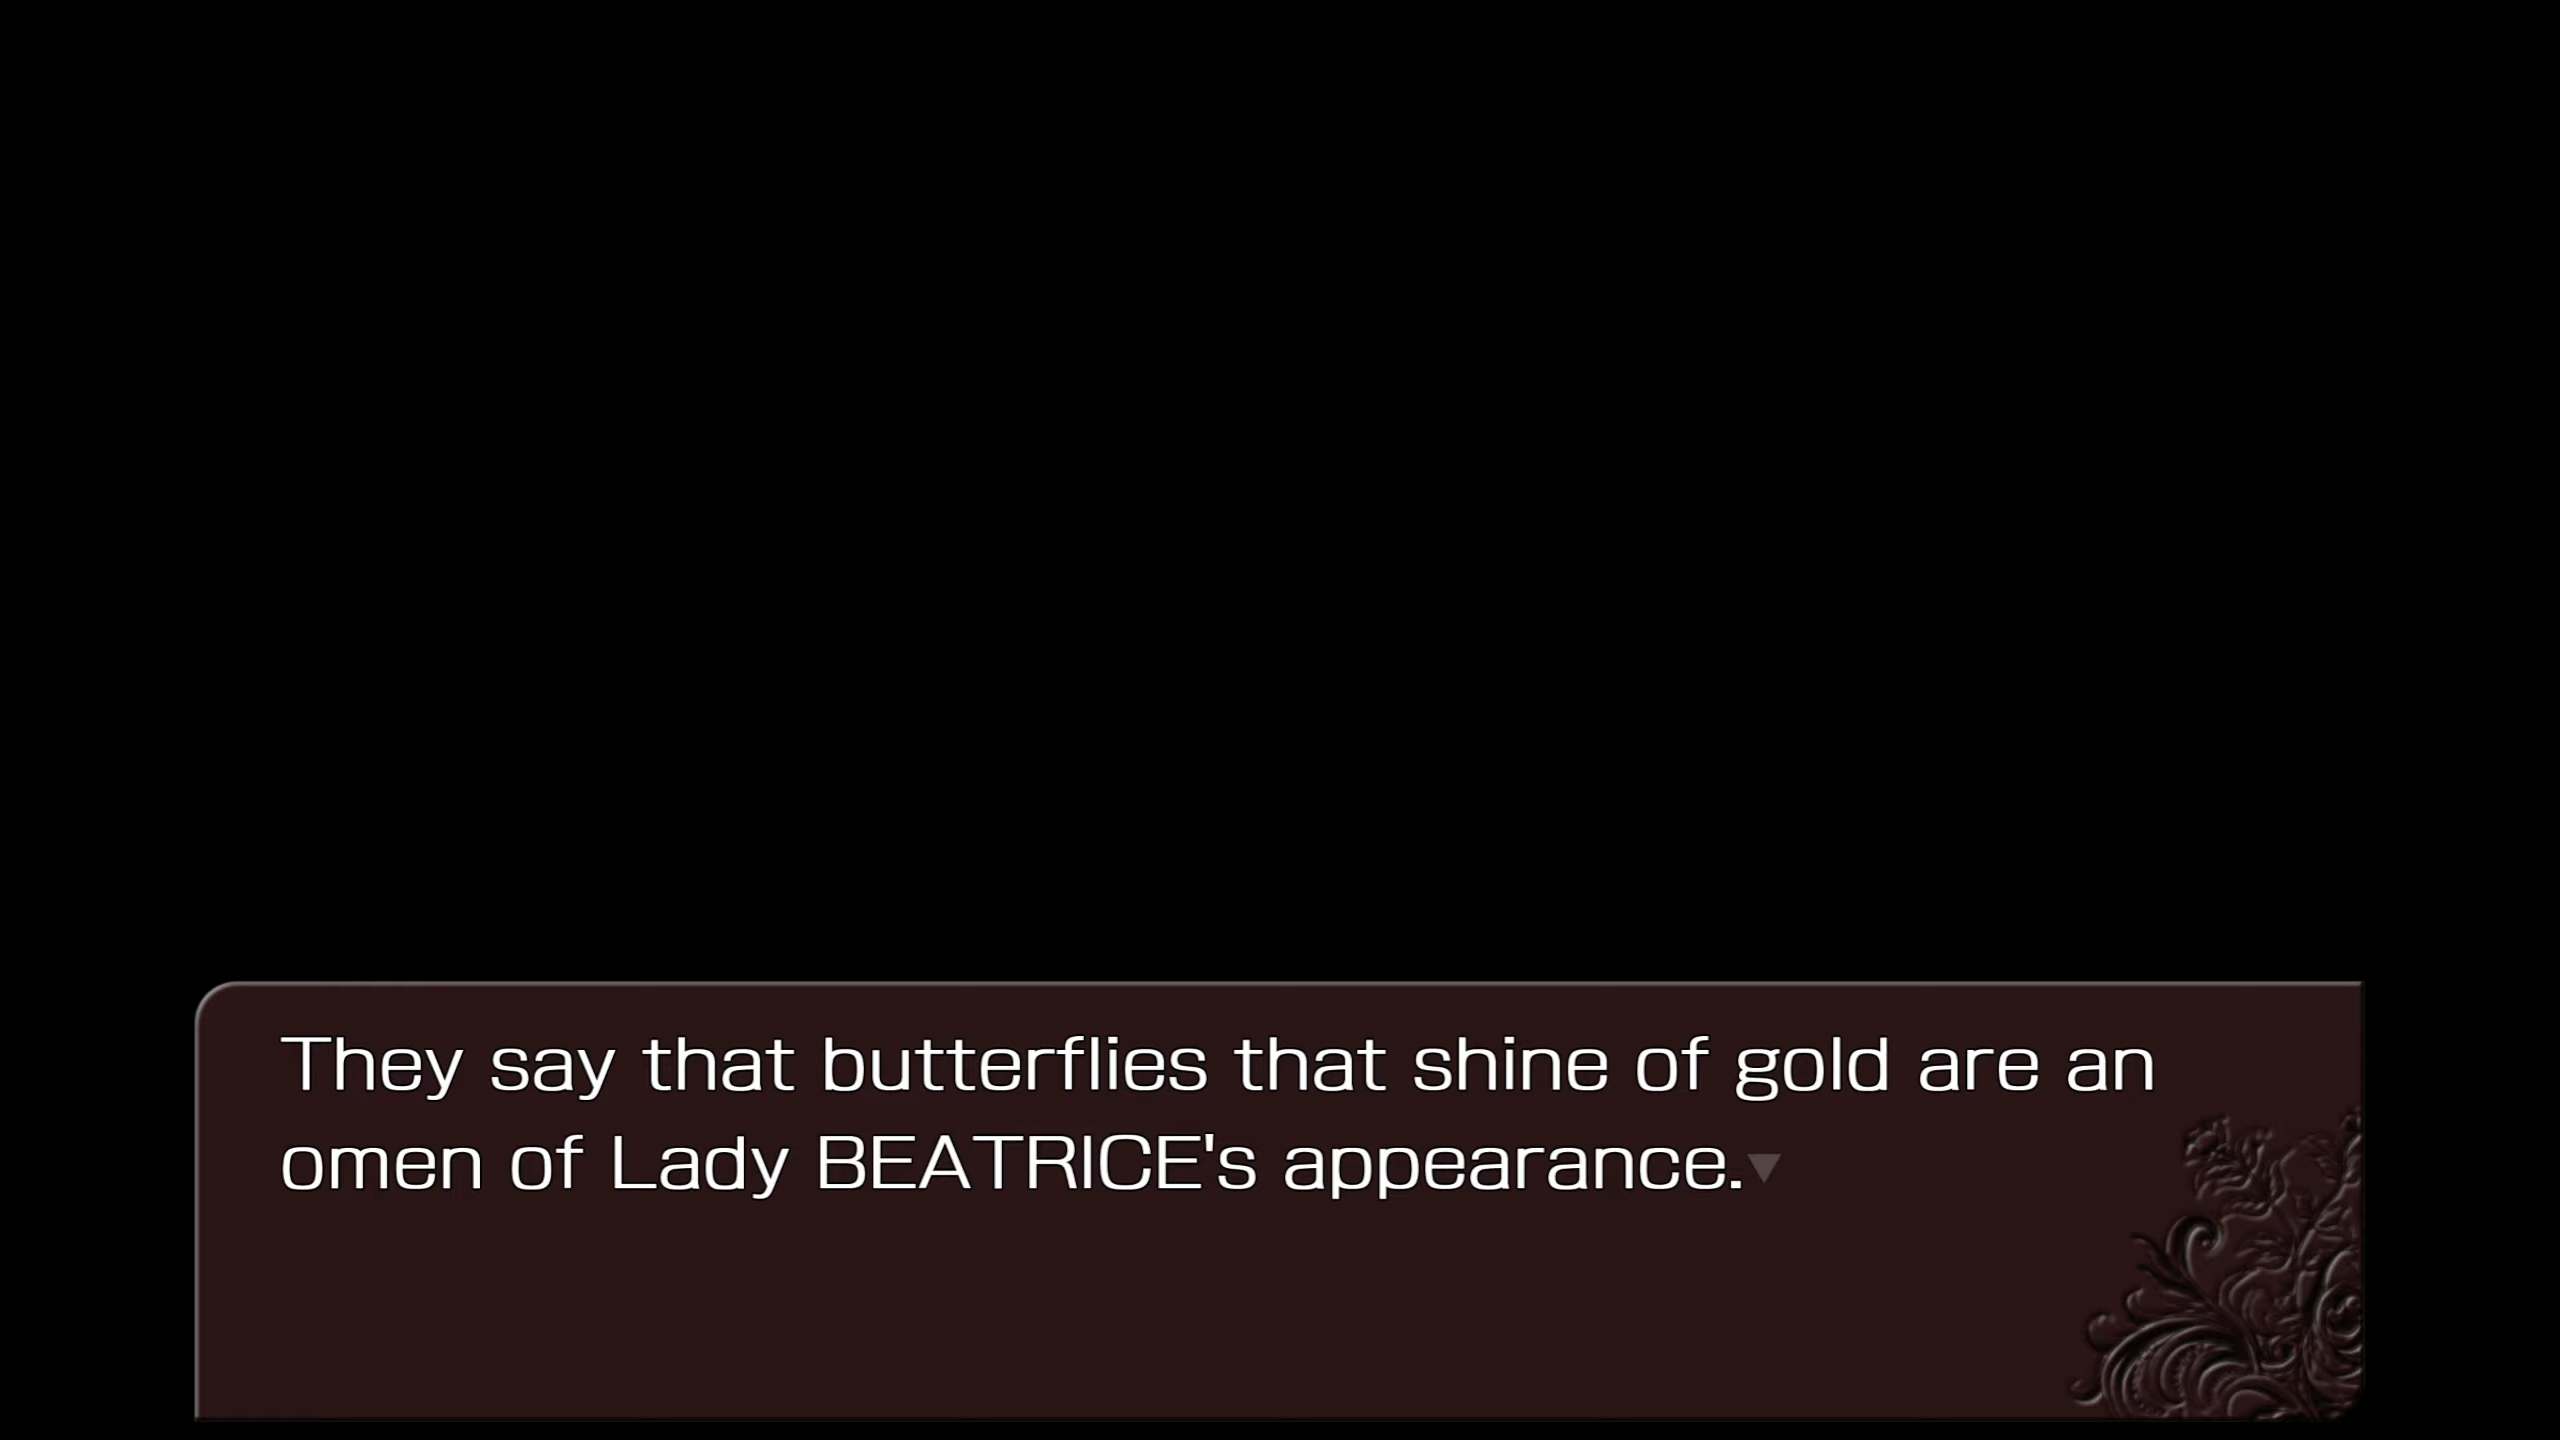 They say that butterflies that shine of gold are an
omen of Lady BEATRICE's appearance.